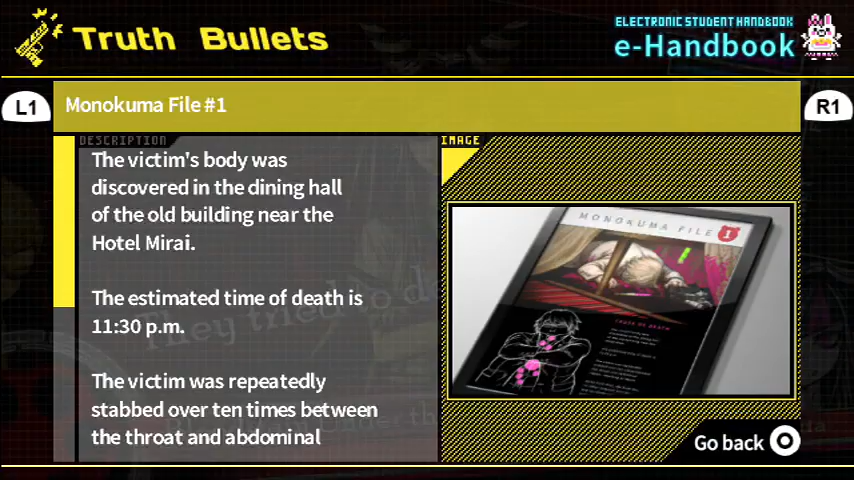 Truth Bullets
ELECTRONIC STUDENT HANDBOOK
e-Handbook
L1
Monokuma File #1
R1
DESCRIPTION
The victim's body was
discovered in the dining hall
of the old building near the
Hotel Mirai.
The estimated time of death is
11:30 p.m.
The victim was repeatedly
stabbed over ten times between
the throat and abdominal
IMAGE
MONOKUMA FILE 1
Go back